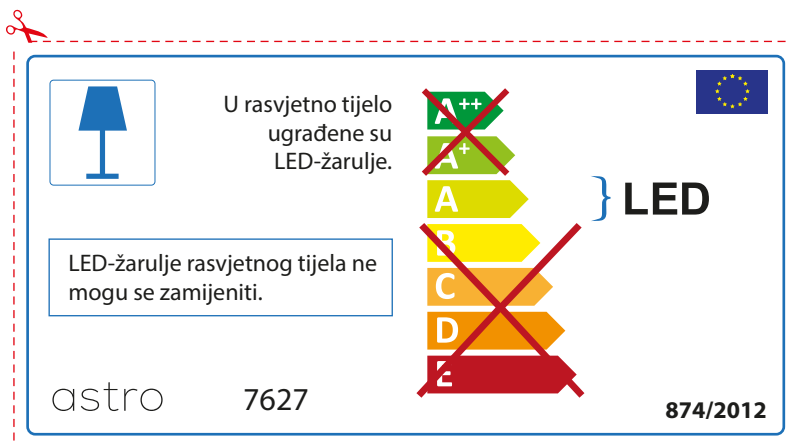 U rasvjetno tijelo
ugrađene su
LED-žarulje.
A++
A+
A
B
C
D
E
LED
LED-žarulje rasvjetnog tijela ne
mogu se zamijeniti.
astro
7627
874/2012